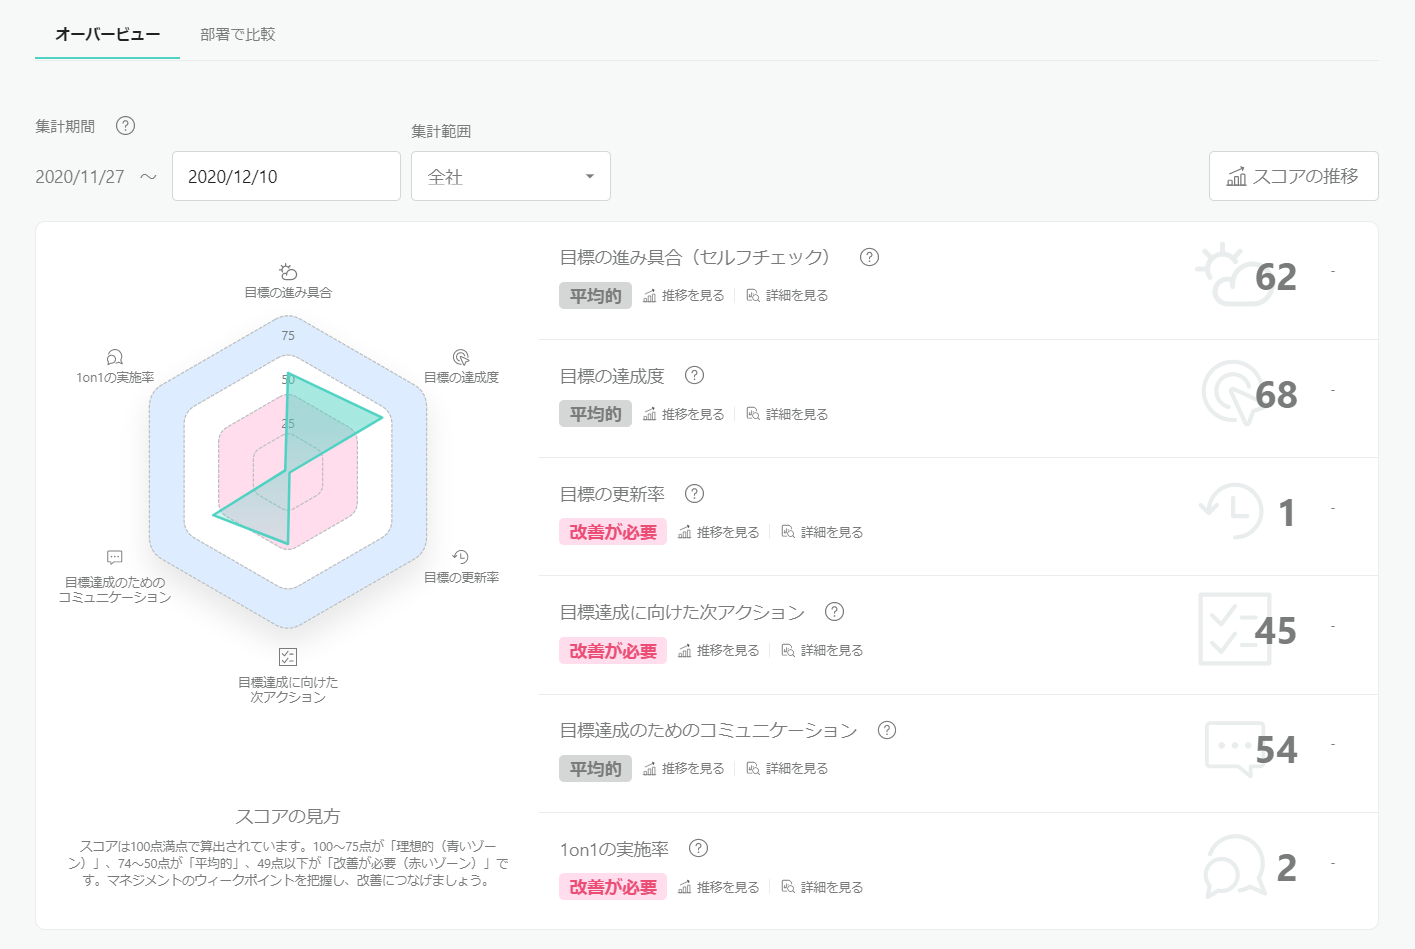 オーバービュー
部署で比較
集計期間 ?
集計範囲
2020/11/27 ～ 2020/12/10
全社
スコアの推移
目標の進み具合
75
50
25
1on1の実施率
目標の達成度
目標達成のための
コミュニケーション
目標の更新率
目標達成に向けた
次アクション
スコアの見方
スコアは100点満点で算出されています。100～75点が「理想的（青いゾー
ン）」、74～50点が「平均的」、49点以下が「改善が必要（赤いゾーン）」で
す。マネジメントのウィークポイントを把握し、改善につなげましょう。
目標の進み具合（セルフチェック） ?
平均的 推移を見る 詳細を見る
62 -
目標の達成度 ?
平均的 推移を見る 詳細を見る
68 -
目標の更新率 ?
改善が必要 推移を見る 詳細を見る
1 -
目標達成に向けた次アクション ?
改善が必要 推移を見る 詳細を見る
45 -
目標達成のためのコミュニケーション ?
平均的 推移を見る 詳細を見る
54 -
1on1の実施率 ?
改善が必要 推移を見る 詳細を見る
2 -